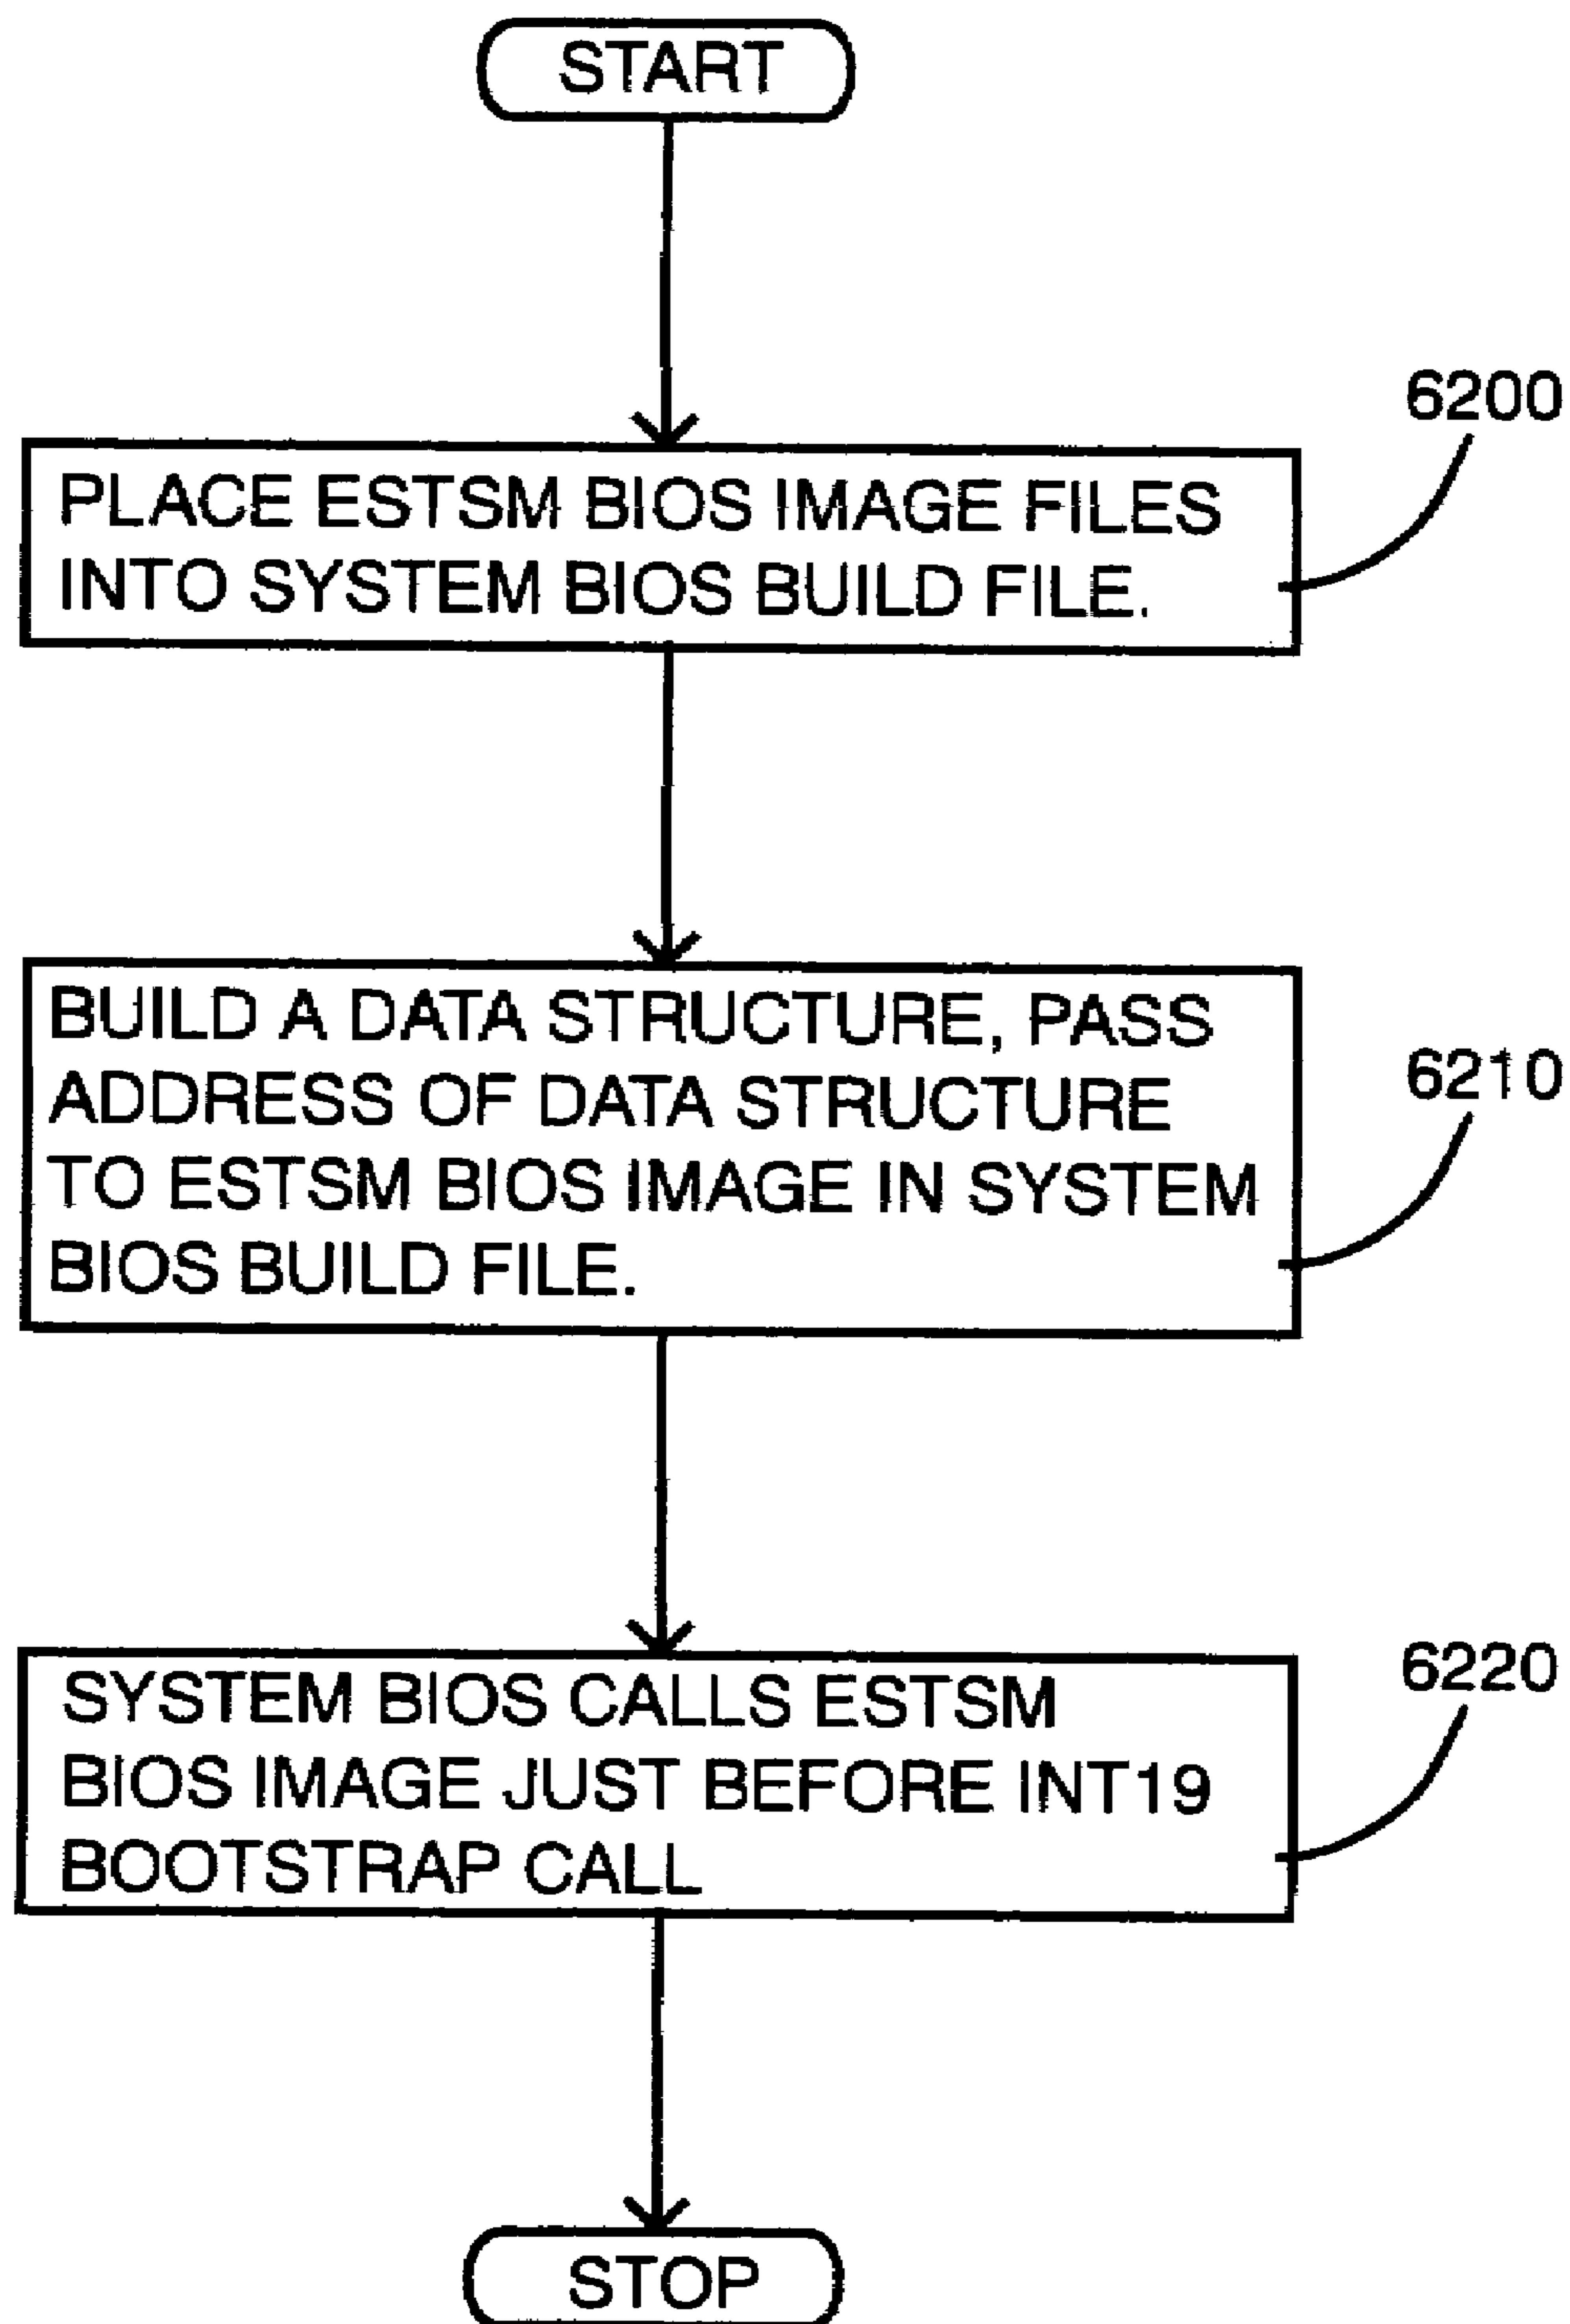 START
6200
PLACE ESTSM BIOS IMAGE FILES
INTO SYSTEM BIOS BUILD FILE.
BUILD A DATA STRUCTURE, PASS
ADDRESS OF DATA STRUCTURE
6210
TO ESTSM BIOS IMAGE IN SYSTEM
BIOS BUILD FILE.
SYSTEM BIOS CALLS ESTSM
6220
BIOS IMAGE JUST BEFORE INT19
BOOTSTRAP CALL
STOP